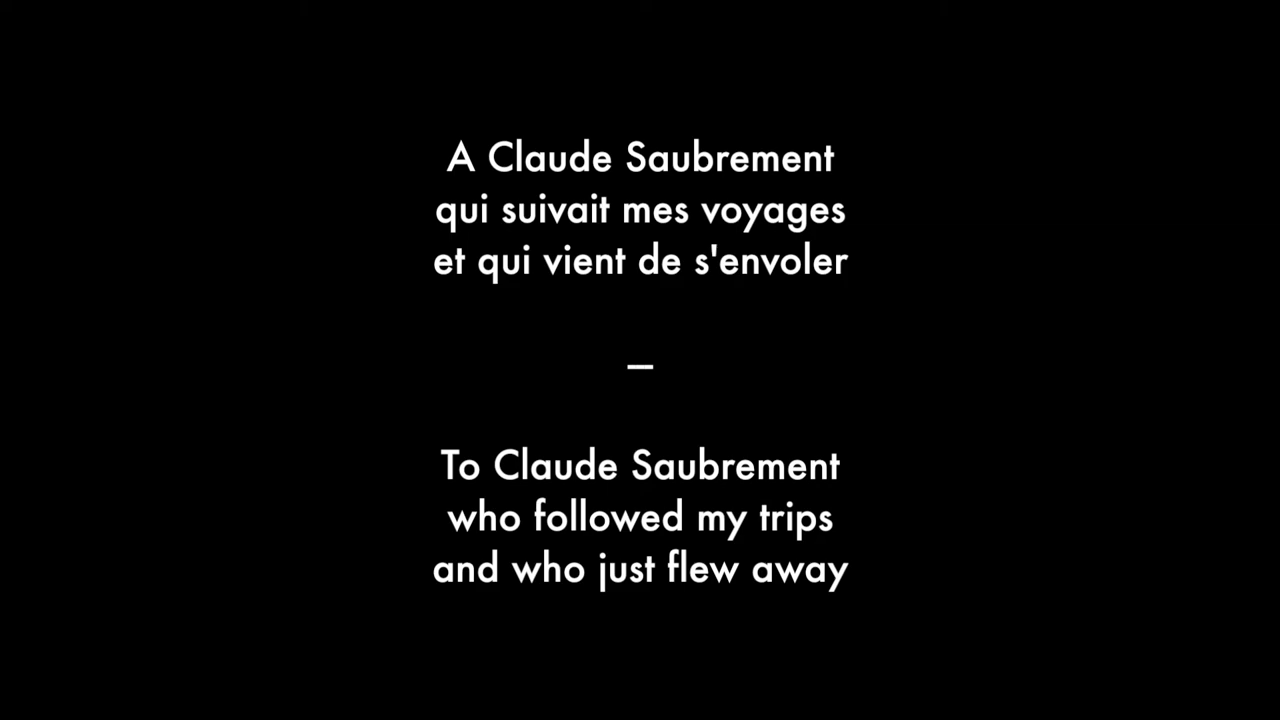 A Claude Saubrement
qui suivait mes voyages
et qui vient de s'envoler
—
To Claude Saubrement
who followed my trips
and who just flew away